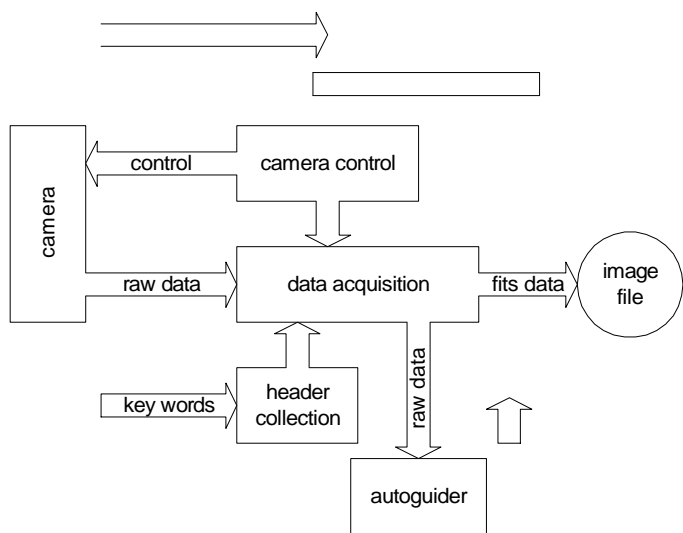 control
camera control
camera
raw data
data acquisition
fits data
image
file
key words
header
collection
raw data
autoguider